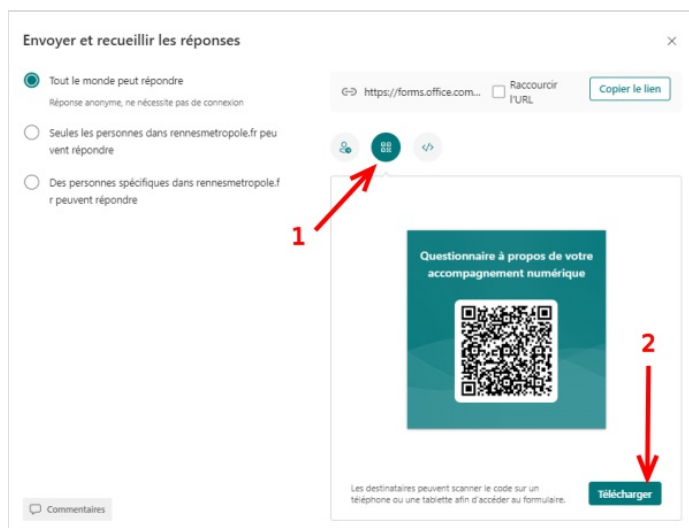 Envoyer et recueillir les réponses
Tout le monde peut répondre
Réponse anonyme, ne nécessite pas de connexion
Seules les personnes dans rennesmetropole.fr peu
vent répondre
Des personnes spécifiques dans rennesmetropole.f
r peuvent répondre
https://forms.office.com...
Raccourcir
l'URL
Copier le lien
1
Questionnaire à propos de votre
accompagnement numérique
2
Les destinataires peuvent scanner le code sur un
téléphone ou une tablette afin d'accéder au formulaire.
Télécharger
Commentaires